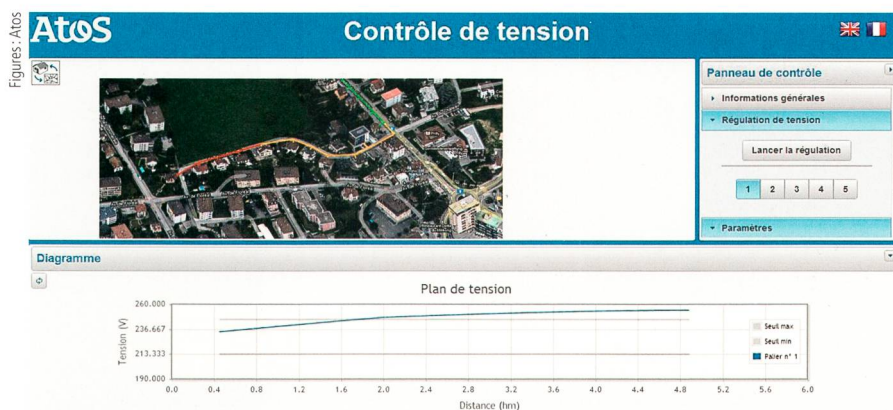 Figures: Atos
Atos
Contrôle de tension
Panneau de contrôle
Informations générales
Régulation de tension
Lancer la régulation
1 2 3 4 5
Paramètres
Diagramme
Plan de tension
Tension (V)
260.000
236.667
213.333
190.000
Seuil max
Seuil min
Palier n° 1
0.0 0.4 0.8 1.2 1.6 2.0 2.4 2.8 3.2 3.6 4.0 4.4 4.8 5.2 5.6 6.0
Distance (hm)